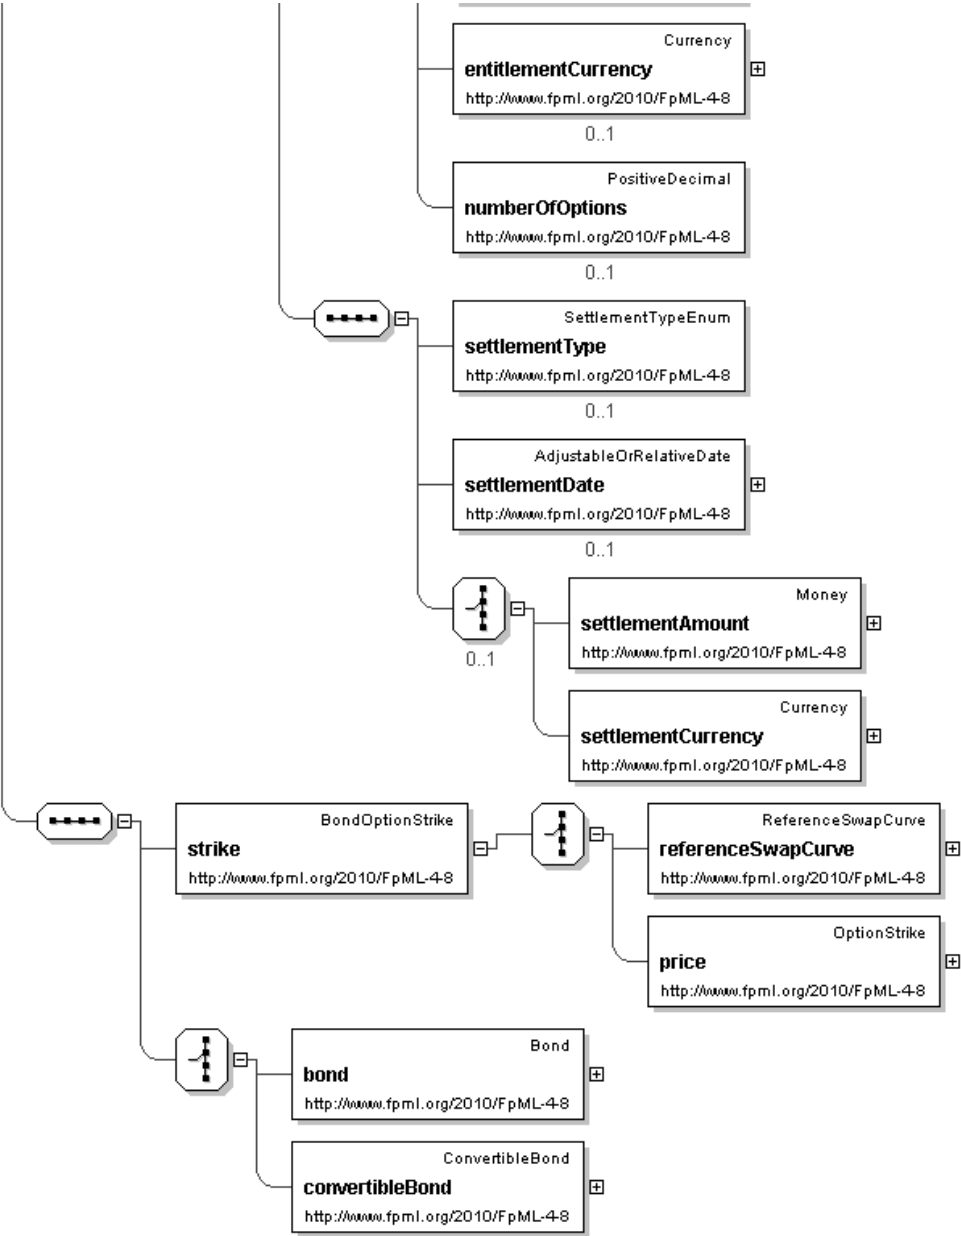 Currency
entitlementCurrency
http://www.fpml.org/2010/FpML-4-8
0..1
PositiveDecimal
numberOfOptions
http://www.fpml.org/2010/FpML-4-8
0..1
SettlementTypeEnum
settlementType
http://www.fpml.org/2010/FpML-4-8
0..1
AdjustableOrRelativeDate
settlementDate
http://www.fpml.org/2010/FpML-4-8
0..1
0..1
Money
settlementAmount
http://www.fpml.org/2010/FpML-4-8
Currency
settlementCurrency
http://www.fpml.org/2010/FpML-4-8
BondOptionStrike
strike
http://www.fpml.org/2010/FpML-4-8
ReferenceSwapCurve
referenceSwapCurve
http://www.fpml.org/2010/FpML-4-8
OptionStrike
price
http://www.fpml.org/2010/FpML-4-8
Bond
bond
http://www.fpml.org/2010/FpML-4-8
ConvertibleBond
convertibleBond
http://www.fpml.org/2010/FpML-4-8